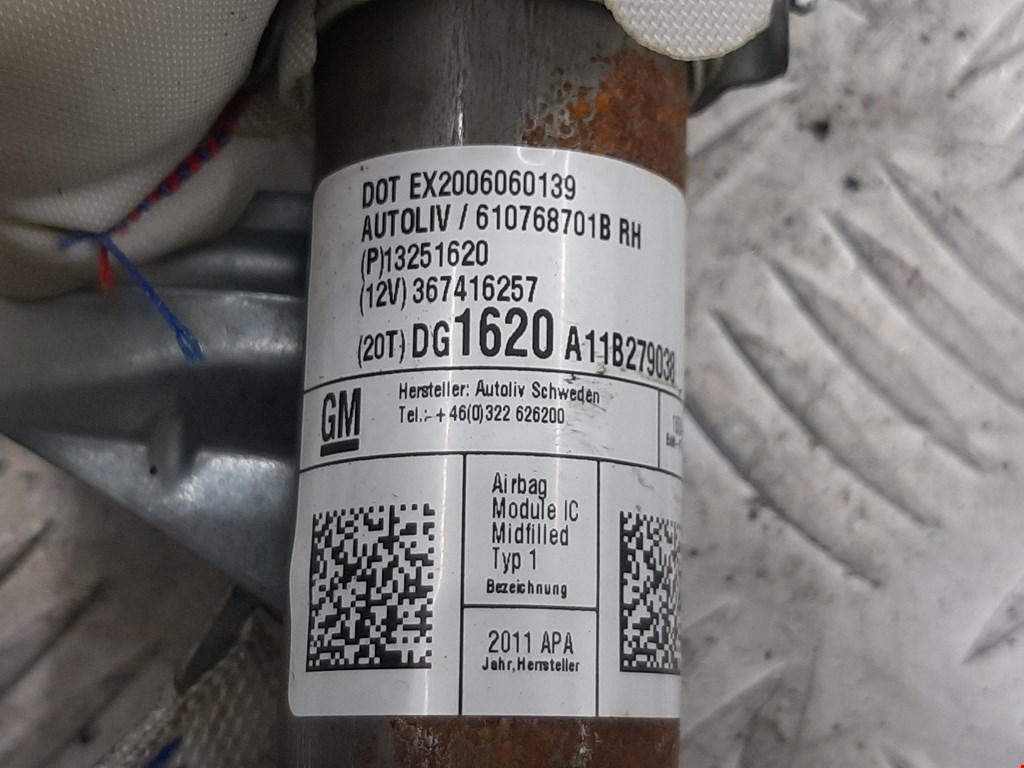 DOT EX2006060139
AUTOLIV / 610768701B RH
(P)13251620
(12V) 367416257
(20T) DG1620 A11B279038
GM
Hersteller: Autoliv Schweden
Tel.:- + 46(0)322 626200
Airbag
Module IC
Midfilled
Typ 1
Bezeichnung
2011 APA
Jahr, Hersteller